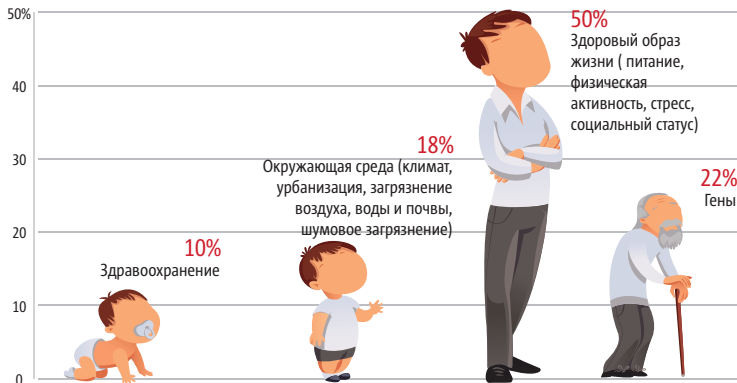 50%
40
30
20
10
0
10%
Здравоохранение
18%
Окружающая среда (климат,
урбанизация, загрязнение
воздуха, воды и почвы,
шумовое загрязнение)
50%
Здоровый образ
жизни ( питание,
физическая
активность, стресс,
социальный статус)
22%
Гены